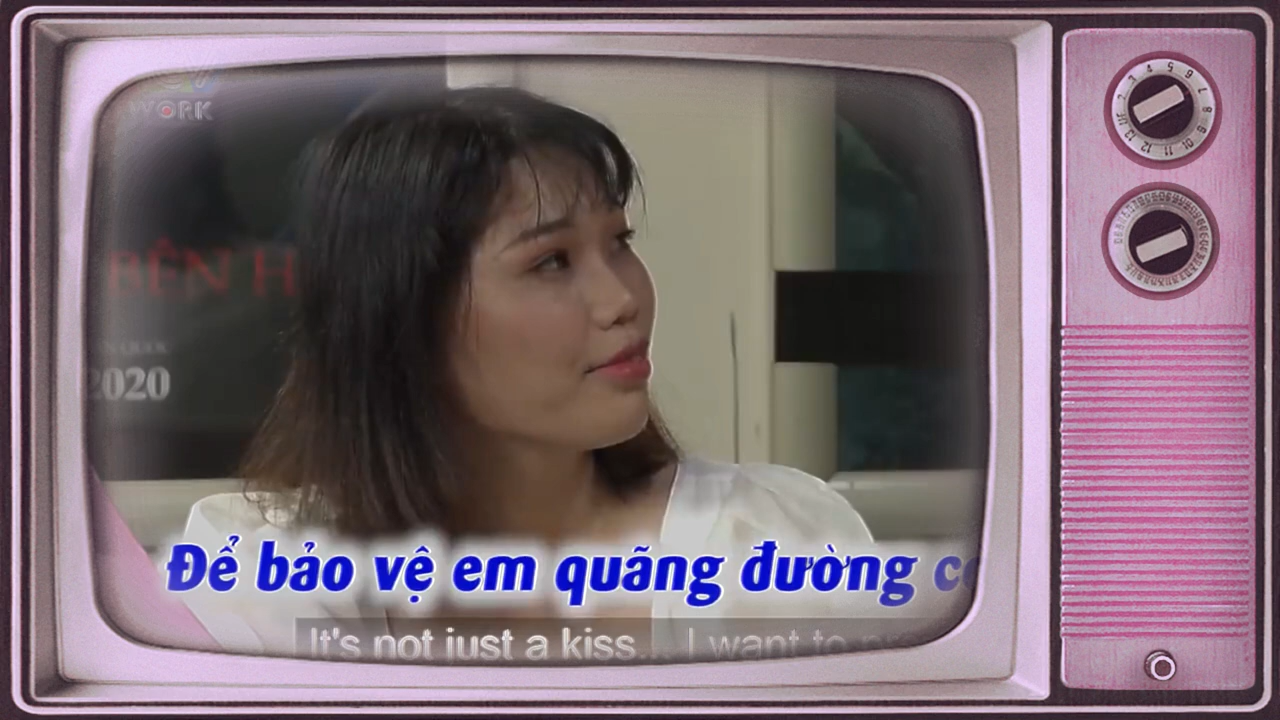 WORK
BÊN H
2020
Để bảo vệ em quãng đường
It's not just a kiss... I want to